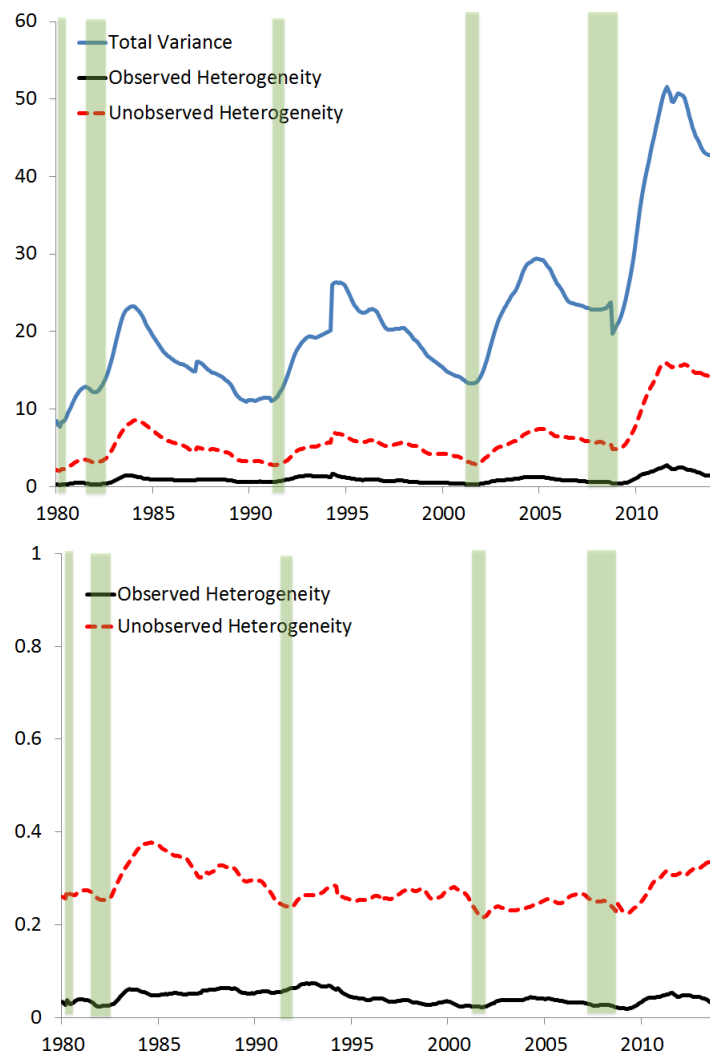 60
Total Variance
Observed Heterogeneity
50
Unobserved Heterogeneity
40
30
20
10
0
1980 1985 1990 1995 2000 2005 2010
1
Observed Heterogeneity
Unobserved Heterogeneity
0.8
0.6
0.4
0.2
0
1980 1985 1990 1995 2000 2005 2010